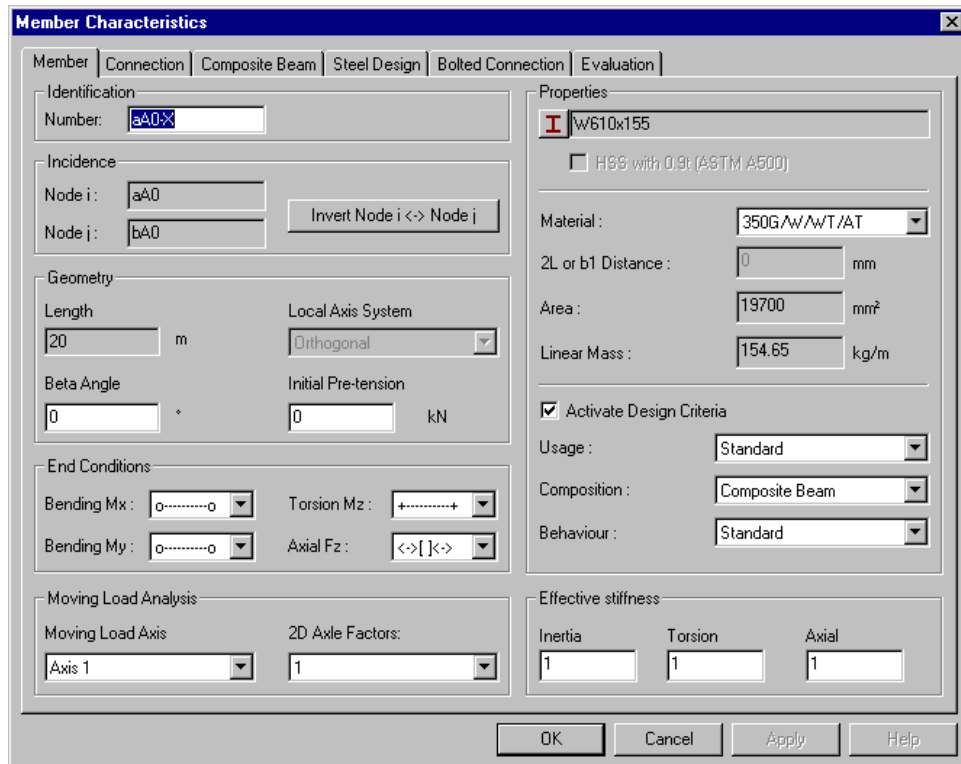 Member Characteristics
Member Connection Composite Beam Steel Design Bolted Connection Evaluation
Identification
Number: aA0-X
Incidence
Node i : aA0
Node j : bA0
Invert Node i <-> Node j
Geometry
Length
20 m
Local Axis System
Orthogonal
Beta Angle
0 °
Initial Pre-tension
0 kN
End Conditions
Bending Mx : o----------o
Torsion Mz : +----------+
Bending My : o----------o
Axial Fz : <->[ ]<->
Moving Load Analysis
Moving Load Axis
Axis 1
2D Axle Factors:
1
Properties
W610x155
HSS with 0.9t (ASTM A500)
Material : 350G/W/WT/AT
2L or b1 Distance : 0 mm
Area : 19700 mm²
Linear Mass : 154.65 kg/m
Activate Design Criteria
Usage : Standard
Composition : Composite Beam
Behaviour : Standard
Effective stiffness
Inertia Torsion Axial
1 1 1
OK Cancel Apply Help